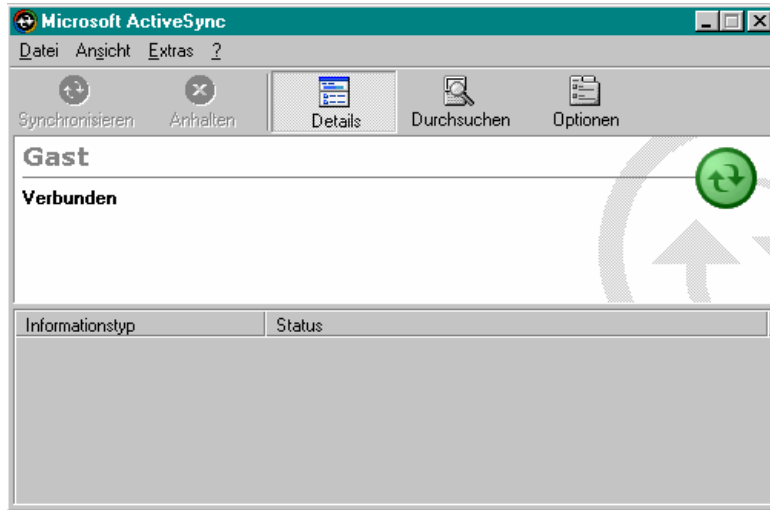 Microsoft ActiveSync
Datei Ansicht Extras ?
Synchronisieren Anhalten Details Durchsuchen Optionen
Gast
Verbunden
Informationstyp Status